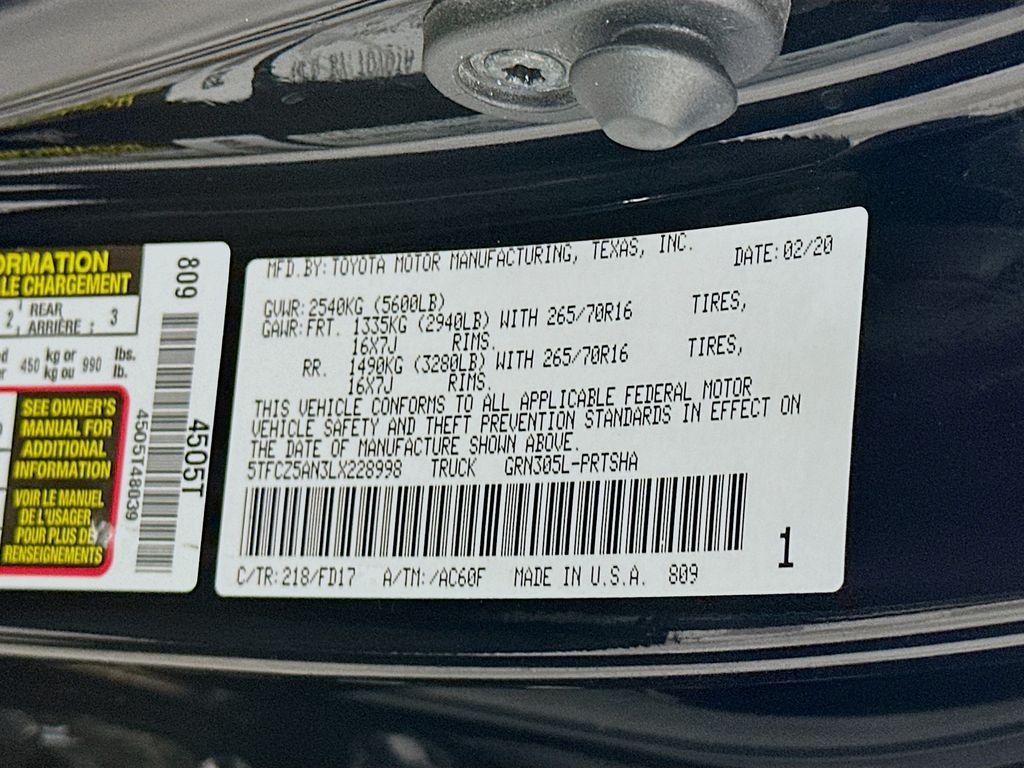 ORMATION
LE CHARGEMENT
2, REAR ARRIÈRE : 3
450 kg or kg ou 990 lbs. lb.
SEE OWNER'S
MANUAL FOR
ADDITIONAL
INFORMATION
VOIR LE MANUEL
DE L'USAGER
POUR PLUS DE
RENSEIGNEMENTS
809
4505T
4505148039
MFD.BY:TOYOTA MOTOR MANUFACTURING, TEXAS, INC. DATE:02/20
GVWR:2540KG (5600LB)
GAWR:FRT. 1335KG (2940LB) WITH 265/70R16 TIRES,
16X7J RIMS.
RR. 1490KG (3280LB) WITH 265/70R16 TIRES,
16X7J RIMS.
THIS VEHICLE CONFORMS TO ALL APPLICABLE FEDERAL MOTOR
VEHICLE SAFETY AND THEFT PREVENTION STANDARDS IN EFFECT ON
THE DATE OF MANUFACTURE SHOWN ABOVE.
5TFCZ5AN3LX228998 TRUCK GRN305L-PRTSHA
C/TR:218/FD17 A/TM:/AC60F MADE IN U.S.A. 809
1